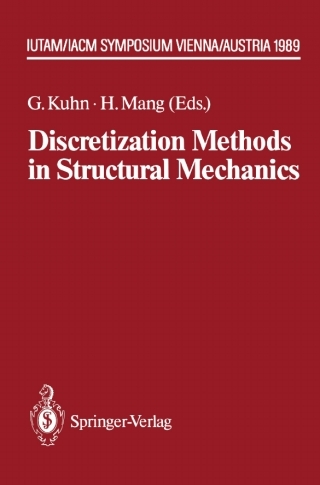 IUTAM/IACM SYMPOSIUM VIENNA/AUSTRIA 1989
G. Kuhn · H. Mang (Eds.)
Discretization Methods
in Structural Mechanics
Springer-Verlag